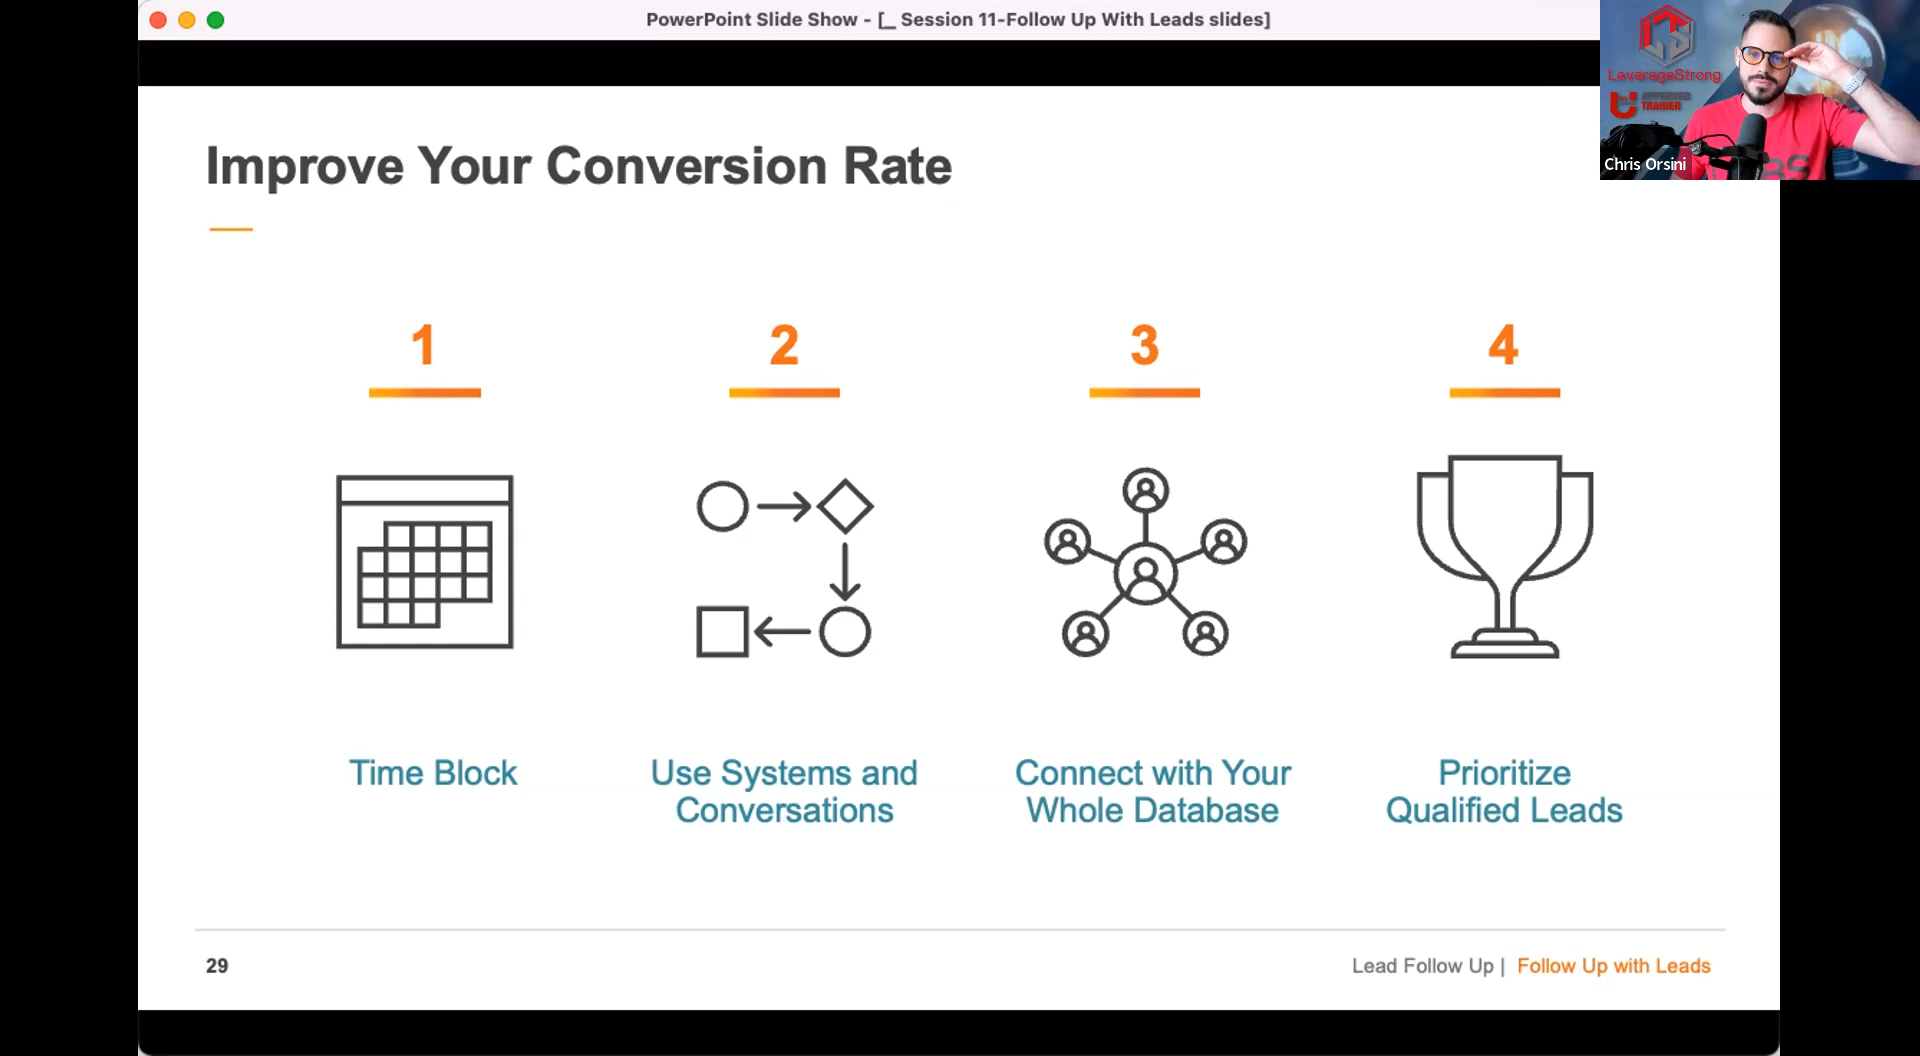 PowerPoint Slide Show - [_ Session 11-Follow Up With Leads slides]
LeverageStrong
APPROVED
TRAINER
Chris Orsini
Improve Your Conversion Rate
1
2
3
4
Time Block
Use Systems and
Conversations
Connect with Your
Whole Database
Prioritize
Qualified Leads
29
Lead Follow Up | Follow Up with Leads